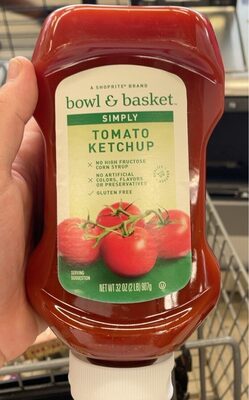 A SHOPRITE® BRAND
bowl & basket™
SIMPLY
TOMATO
KETCHUP
NO HIGH FRUCTOSE
CORN SYRUP
NO ARTIFICIAL
COLORS, FLAVORS
OR PRESERVATIVES
GLUTEN FREE
SERVING
SUGGESTION
NET WT 32 OZ (2 LB) 907g